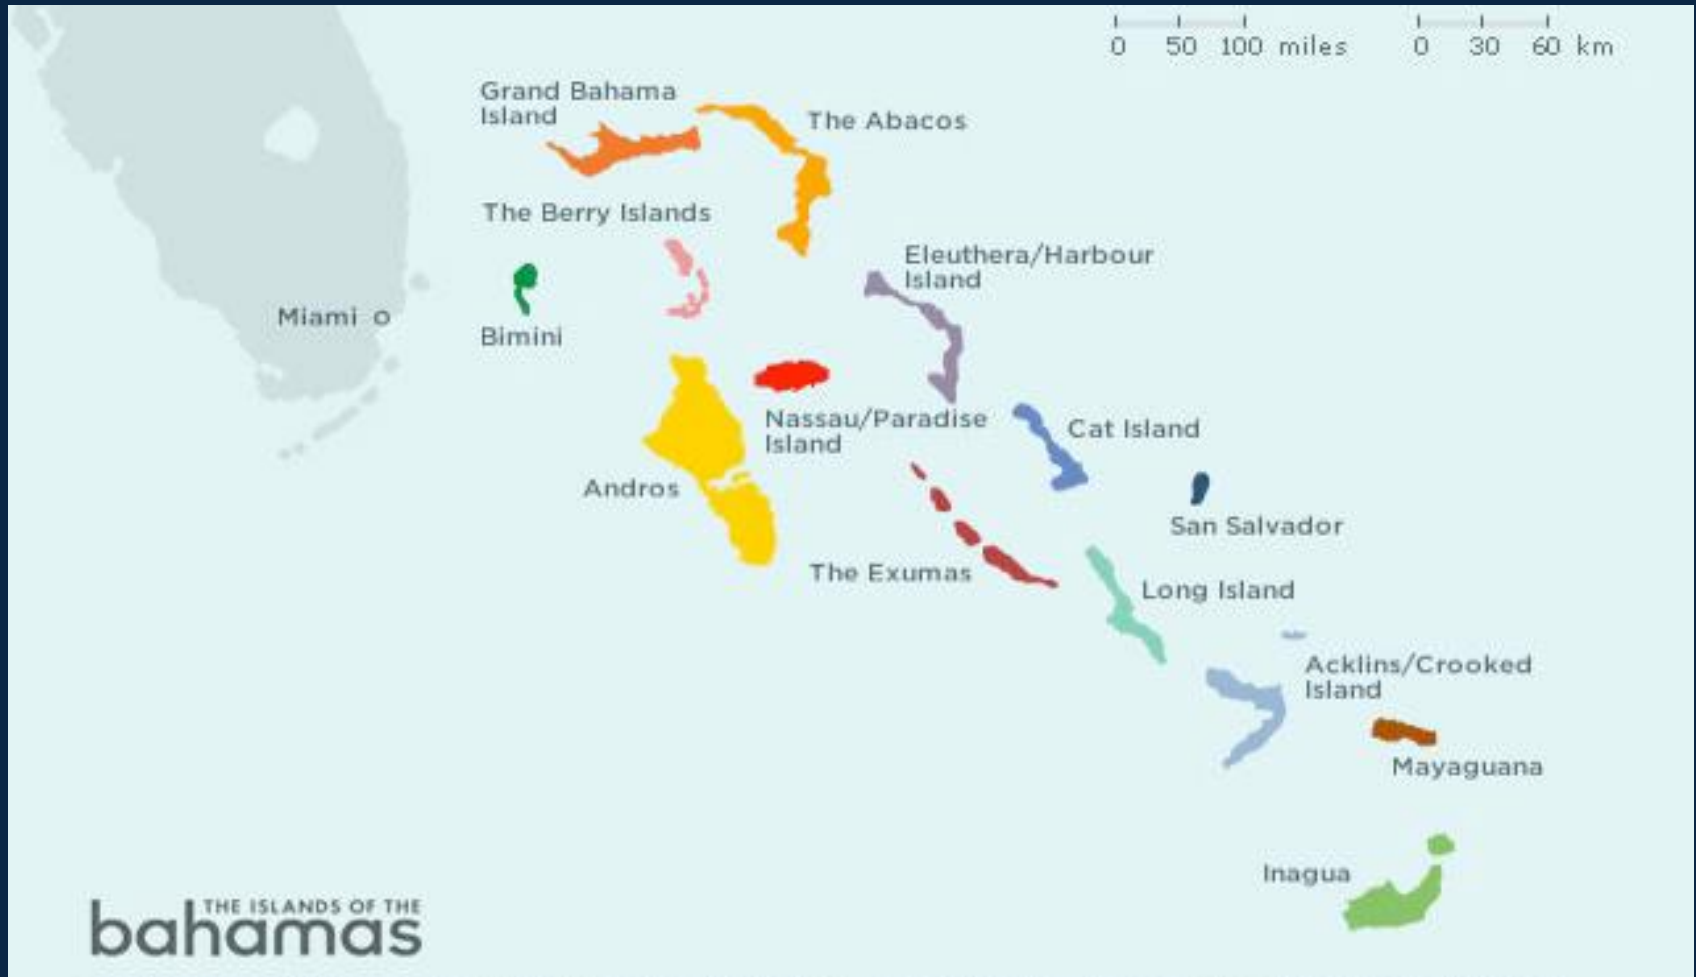 0 50 100 miles
0 30 60 km
Grand Bahama
Island
The Abacos
The Berry Islands
Eleuthera/Harbour
Island
Miami
Bimini
Nassau/Paradise
Island
Cat Island
Andros
San Salvador
The Exumas
Long Island
Acklins/Crooked
Island
Mayaguana
Inagua
THE ISLANDS OF THE
bahamas